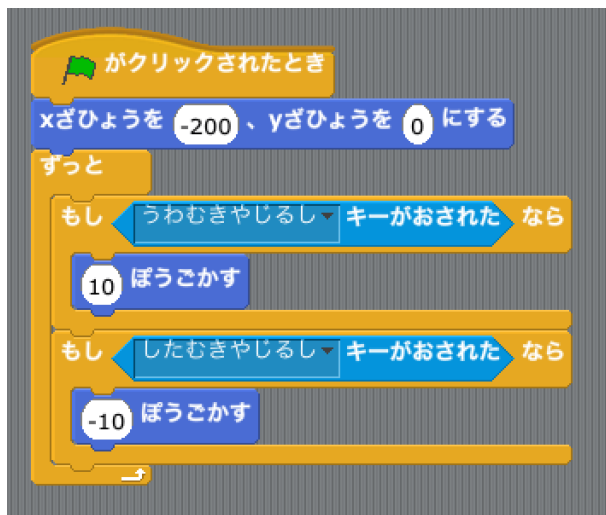 がクリックされたとき
xざひょうを -200 、yざひょうを 0 にする
ずっと
もし うわむきやじるし キーがおされた なら
10 ぽうごかす
もし したむきやじるし キーがおされた なら
-10 ぽうごかす